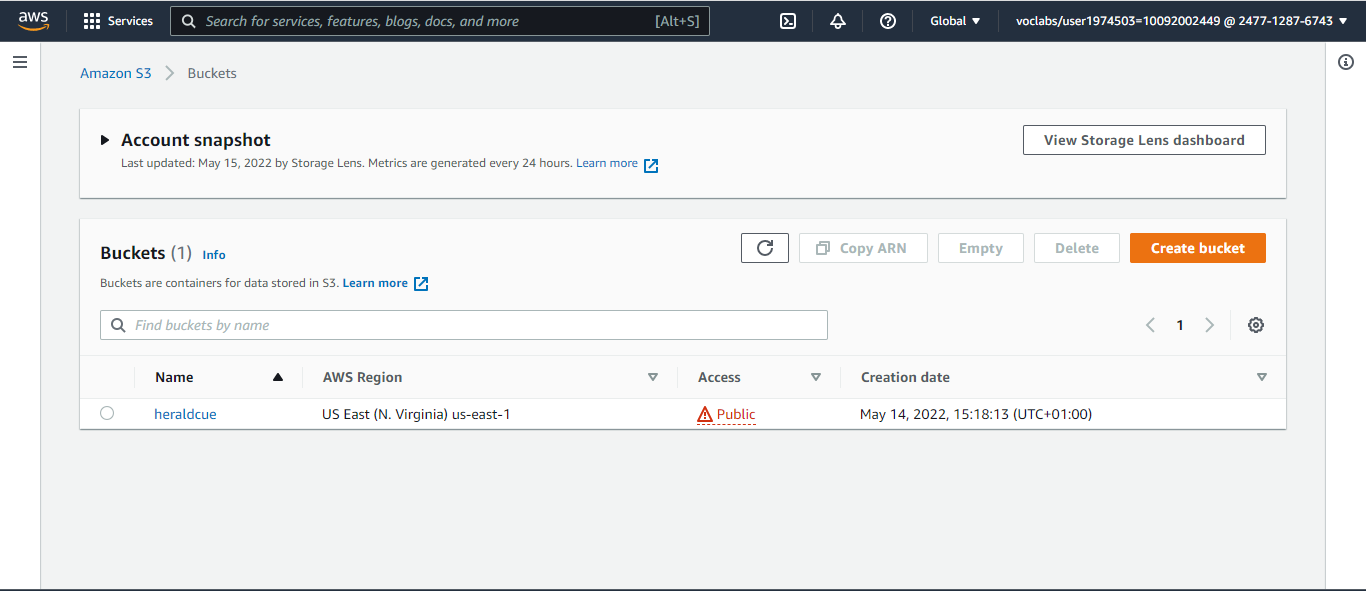 aws Services Search for services, features, blogs, docs, and more [Alt+S] Global voclabs/user1974503=10092002449 @ 2477-1287-6743
Amazon S3 Buckets
Account snapshot View Storage Lens dashboard
Last updated: May 15, 2022 by Storage Lens. Metrics are generated every 24 hours. Learn more
Buckets (1) Info Copy ARN Empty Delete Create bucket
Buckets are containers for data stored in S3. Learn more
Find buckets by name 1
Name AWS Region Access Creation date
heraldcue US East (N. Virginia) us-east-1 Public May 14, 2022, 15:18:13 (UTC+01:00)